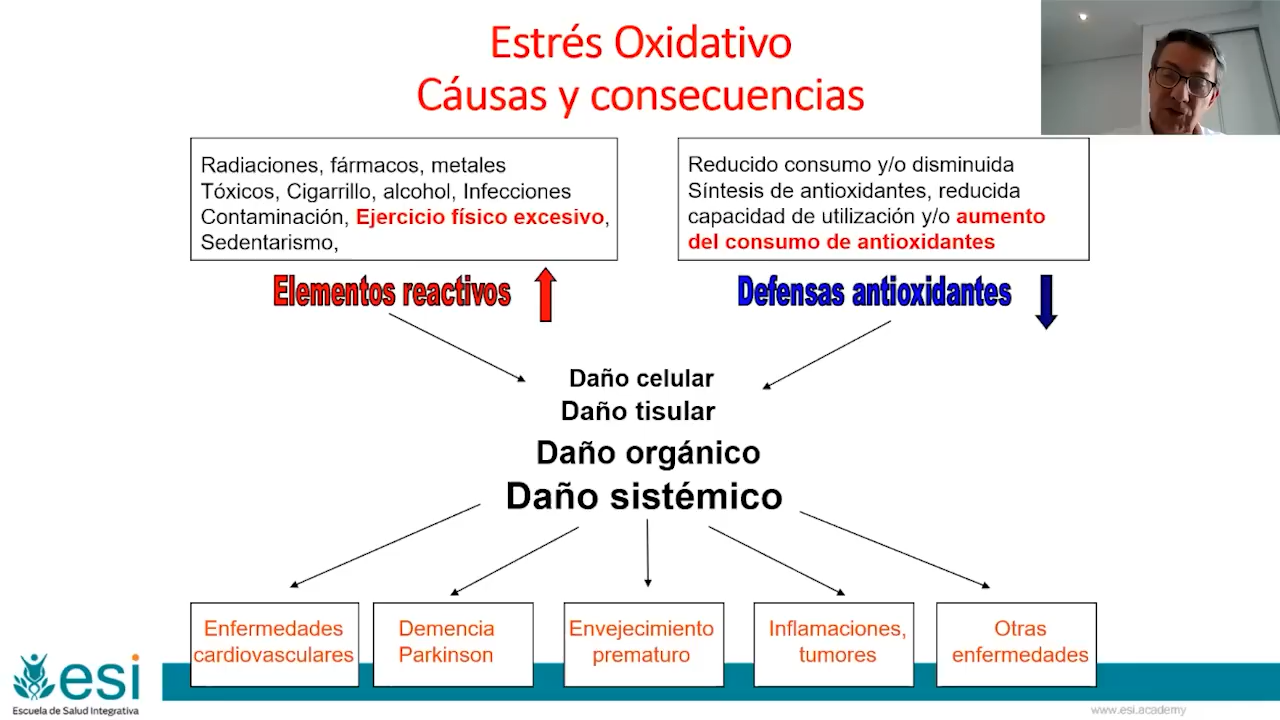 Estrés Oxidativo
Cáusas y consecuencias
Radiaciones, fármacos, metales
Tóxicos, Cigarrillo, alcohol, Infecciones
Contaminación, Ejercicio físico excesivo,
Sedentarismo,
Reducido consumo y/o disminuida
Síntesis de antioxidantes, reducida
capacidad de utilización y/o aumento
del consumo de antioxidantes
Elementos reactivos
Defensas antioxidantes
Daño celular
Daño tisular
Daño orgánico
Daño sistémico
Enfermedades
cardiovasculares
Demencia
Parkinson
Envejecimiento
prematuro
Inflamaciones,
tumores
Otras
enfermedades
esi
Escuela de Salud Integrativa
www.esi.academy